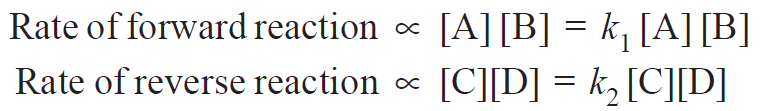 Rate of forward reaction ∝ [A] [B] = k₁ [A] [B]
Rate of reverse reaction ∝ [C][D] = k₂ [C][D]